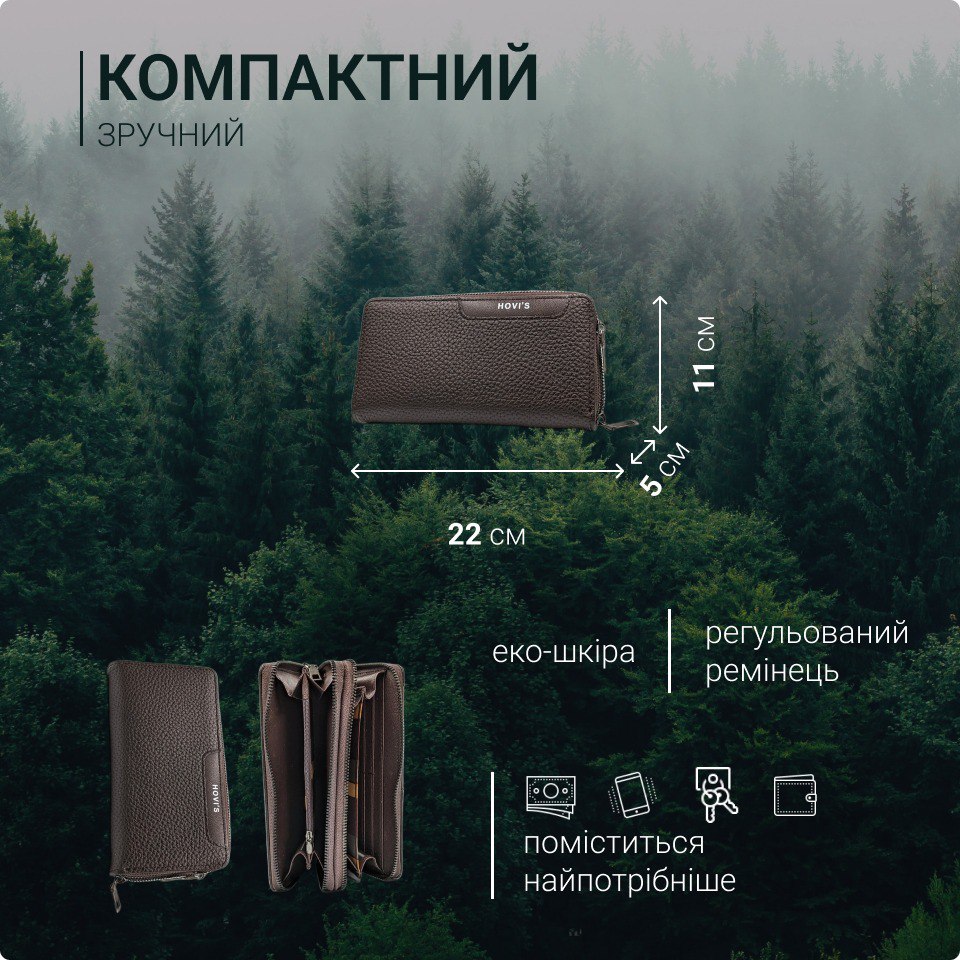 КОМПАКТНИЙ
ЗРУЧНИЙ
HOVI'S
11 см
5 см
22 см
еко-шкіра
регульований
ремінець
HOVI'S
поміститься
найпотрібніше